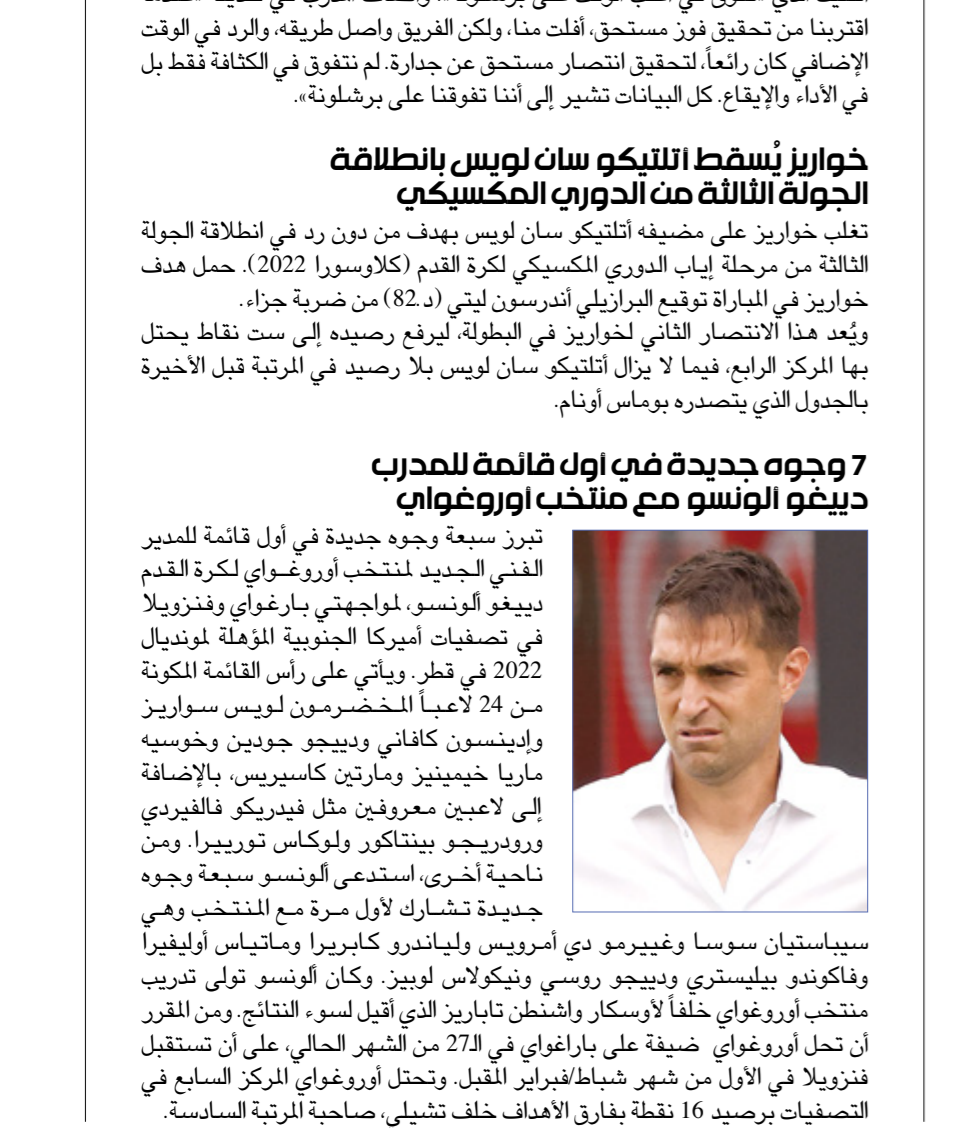 اقتربنا من تحقيق فوز مستحق، أفلت منا، ولكن الفريق واصل طريقه، والرد في الوقت
الإضافي كان رائعاً، لتحقيق انتصار مستحق عن جدارة. لم نتفوق في الكثافة فقط بل
في الأداء والإيقاع. كل البيانات تشير إلى أننا تفوقنا على برشلونة».
خواريز يُسقط أتلتيكو سان لويس بانطلاقة
الجولة الثالثة من الدوري المكسيكي
تغلب خواريز على مضيفه أتلتيكو سان لويس بهدف من دون رد في انطلاقة الجولة
الثالثة من مرحلة إياب الدوري المكسيكي لكرة القدم (كلاوسورا 2022). حمل هدف
خواريز في المباراة توقيع البرازيلي أندرسون ليتي (د.82) من ضربة جزاء.
ويُعد هذا الانتصار الثاني لخواريز في البطولة، ليرفع رصيده إلى ست نقاط يحتل
بها المركز الرابع، فيما لا يزال أتلتيكو سان لويس بلا رصيد في المرتبة قبل الأخيرة
بالجدول الذي يتصدره بوماس أونام.
7 وجوه جديدة في أول قائمة للمدرب
دييغو ألونسو مع منتخب أوروغواي
تبرز سبعة وجوه جديدة في أول قائمة للمدير
الفني الجديد لمنتخب أوروغواي لكرة القدم
دييغو ألونسو، لمواجهتي بارغواي وفنزويلا
في تصفيات أميركا الجنوبية المؤهلة لمونديال
2022 في قطر. ويأتي على رأس القائمة المكونة
من 24 لاعباً المخضرمون لويس سواريز
وإدينسون كافاني ودييجو جودين وخوسيه
ماريا خيمينيز ومارتن كاسيريس، بالإضافة
إلى لاعبين معروفين مثل فيدريكو فالفيردي
ورودريجو بينتاكور ولوكاس تورييرا. ومن
ناحية أخرى، استدعى ألونسو سبعة وجوه
جديدة تشارك لأول مرة مع المنتخب وهي
سيباستيان سوسا وغييرمو دي أمرويس ولياندرو كابريرا وماتياس أوليفيرا
وفاكوندو بيليستري ودييجو روسي ونيكولاس لوبيز. وكان ألونسو تولى تدريب
منتخب أوروغواي خلفاً لأوسكار واشنطن تاباريز الذي أقيل لسوء النتائج. ومن المقرر
أن تحل أوروغواي ضيفة على باراغواي في الـ27 من الشهر الحالي، على أن تستقبل
فنزويلا في الأول من شهر شباط/فبراير المقبل. وتحتل أوروغواي المركز السابع في
التصفيات برصيد 16 نقطة بفارق الأهداف خلف تشيلي، صاحبة المرتبة السادسة.